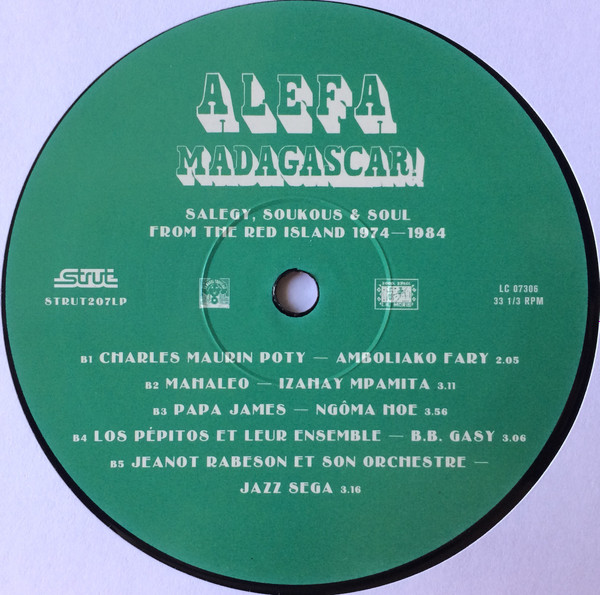 ALEFA
MADAGASCAR!
SALEGY, SOUKOUS & SOUL
FROM THE RED ISLAND 1974—1984
Strut
STRUT207LP
LC 07306
33 1/3 RPM
B1 CHARLES MAURIN POTY — AMBOLIAKO FARY 2.05
B2 MAHALEO — IZAHAY MPAMITA 3.11
B3 PAPA JAMES — NGÔMA HOE 3.56
B4 LOS PÉPITOS ET LEUR ENSEMBLE — B.B. GASY 3.06
B5 JEANOT RABESON ET SON ORCHESTRE —
JAZZ SEGA 3.16